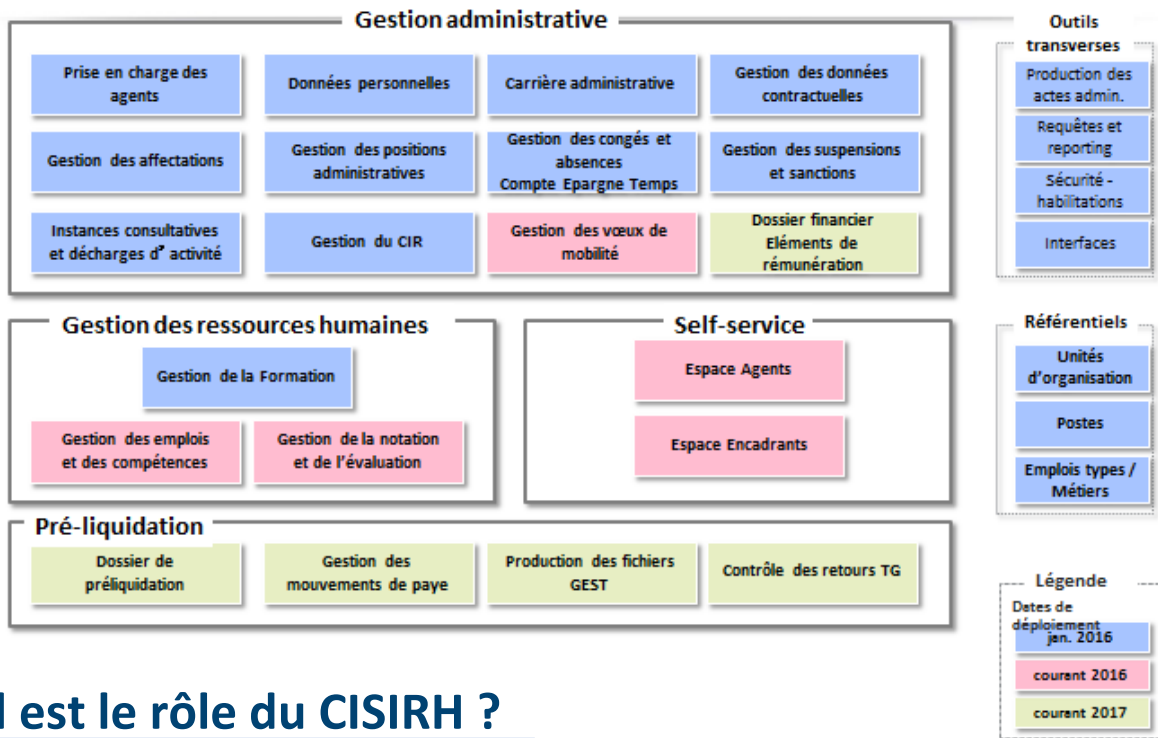 Gestion administrative
Prise en charge des
agents
Données personnelles
Carrière administrative
Gestion des données
contractuelles
Gestion des affectations
Gestion des positions
administratives
Gestion des congés et
absences
Compte Epargne Temps
Gestion des suspensions
et sanctions
Instances consultatives
et décharges d’ activité
Gestion du CIR
Gestion des vœux de
mobilité
Dossier financier
Eléments de
rémunération
Outils
transverses
Production des
actes admin.
Requêtes et
reporting
Sécurité -
habilitations
Interfaces
Gestion des ressources humaines
Gestion de la Formation
Gestion des emplois
et des compétences
Gestion de la notation
et de l’évaluation
Self-service
Espace Agents
Espace Encadrants
Référentiels
Unités
d’organisation
Postes
Emplois types /
Métiers
Pré-liquidation
Dossier de
préliquidation
Gestion des
mouvements de paye
Production des fichiers
GEST
Contrôle des retours TG
Légende
Dates de
déploiement
jan. 2016
courant 2016
courant 2017
l est le rôle du CISIRH ?